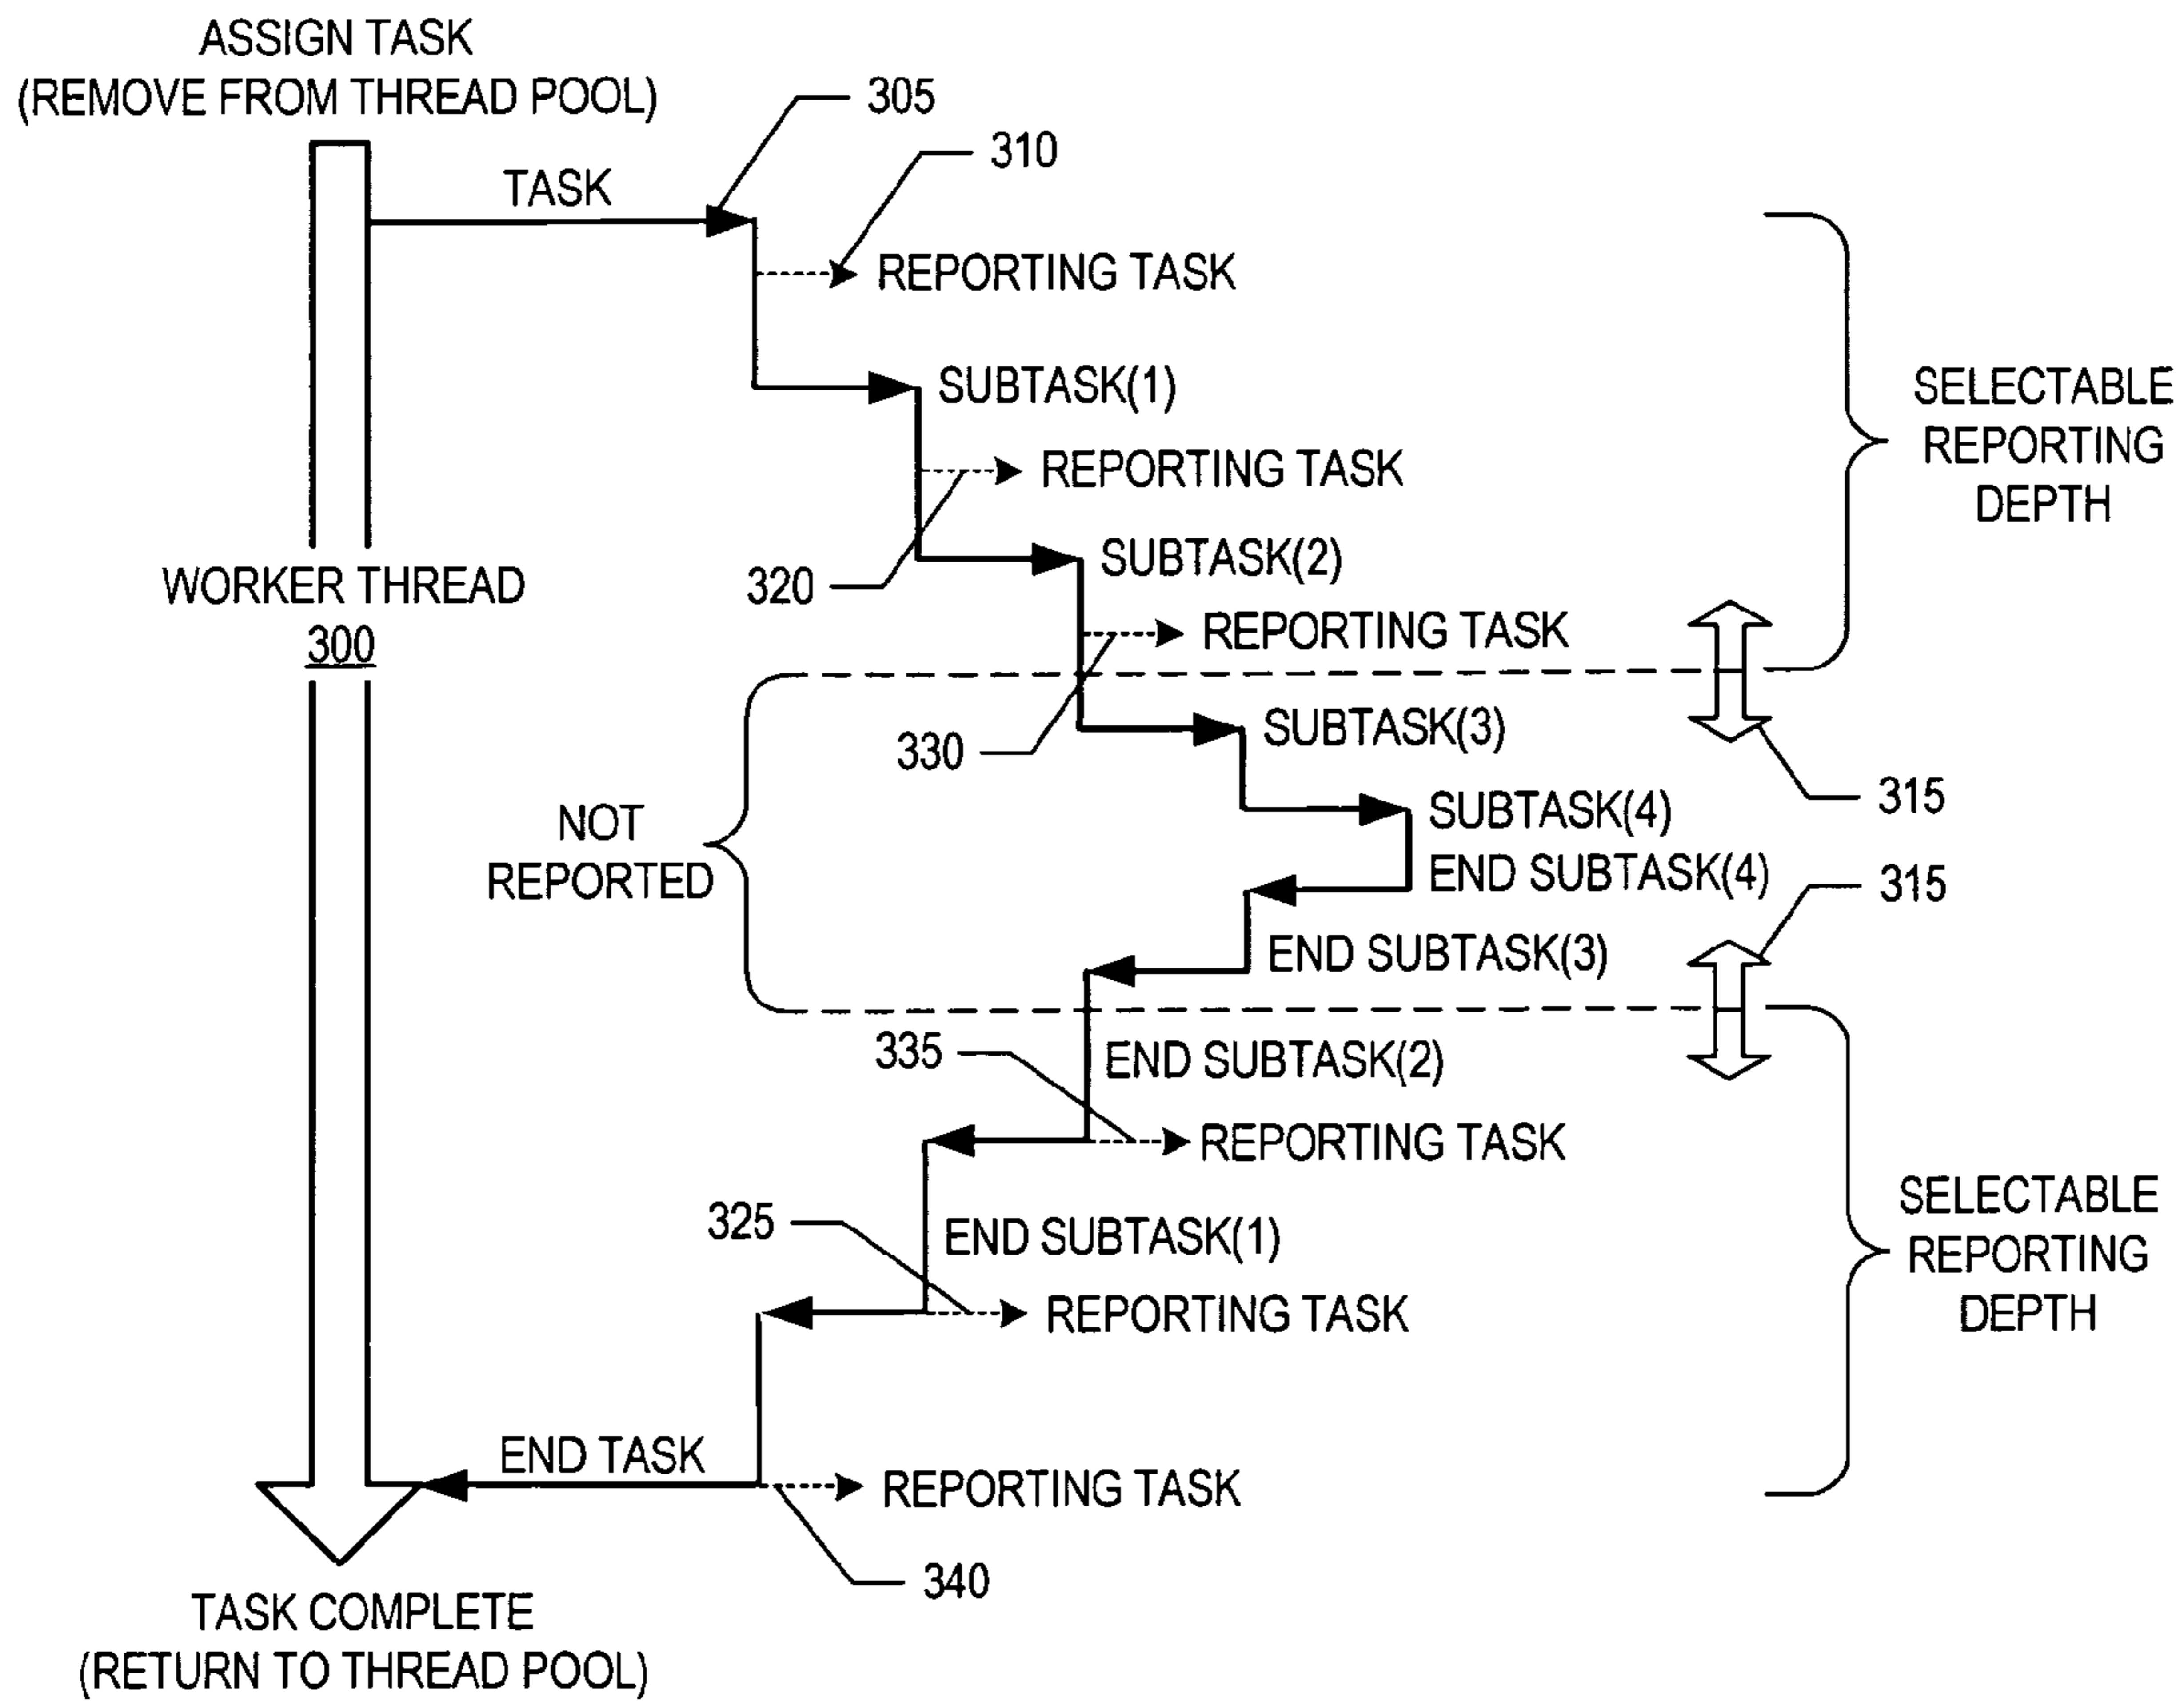 ASSIGN TASK
(REMOVE FROM THREAD POOL)
305
310
TASK
REPORTING TASK
SUBTASK(1)
SELECTABLE
REPORTING
DEPTH
REPORTING TASK
SUBTASK(2)
320
WORKER THREAD
300
REPORTING TASK
SUBTASK(3)
330
315
NOT
REPORTED
SUBTASK(4)
END SUBTASK(4)
315
END SUBTASK(3)
335
END SUBTASK(2)
REPORTING TASK
SELECTABLE
REPORTING
DEPTH
325
END SUBTASK(1)
REPORTING TASK
END TASK
REPORTING TASK
340
TASK COMPLETE
(RETURN TO THREAD POOL)